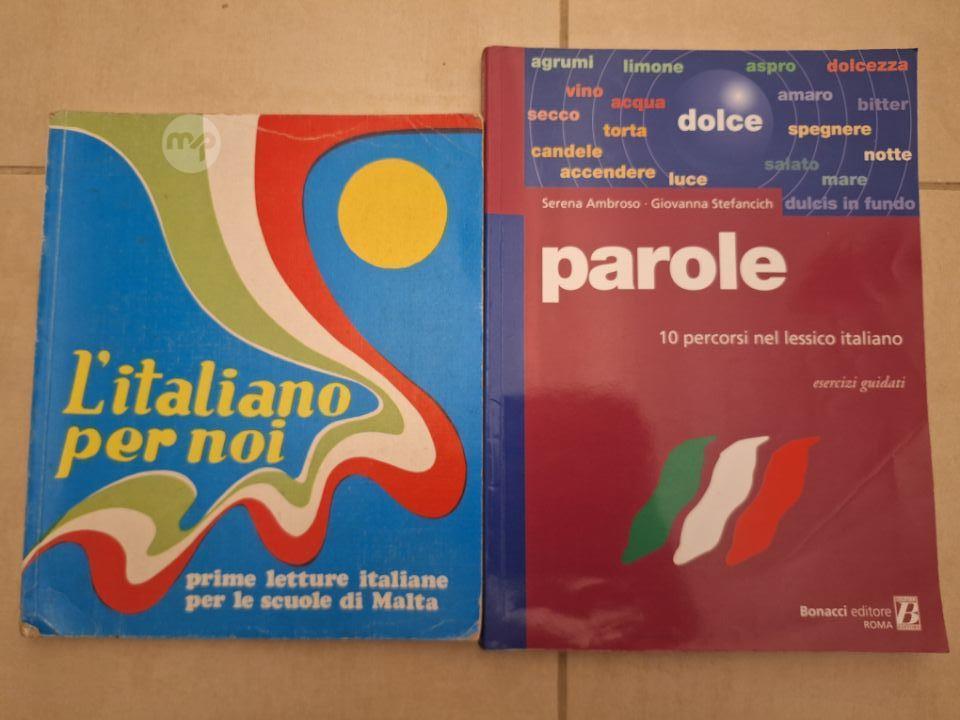 mp
L'italiano
per noi
prime letture italiane
per le scuole di Malta
agrumi limone aspro dolcezza
vino acqua amaro bitter
secco torta dolce spegnere
candele accendere luce salato notte
mare
dulcis in fundo
Serena Ambroso · Giovanna Stefancich
parole
10 percorsi nel lessico italiano
esercizi guidati
Bonacci editore
ROMA
B